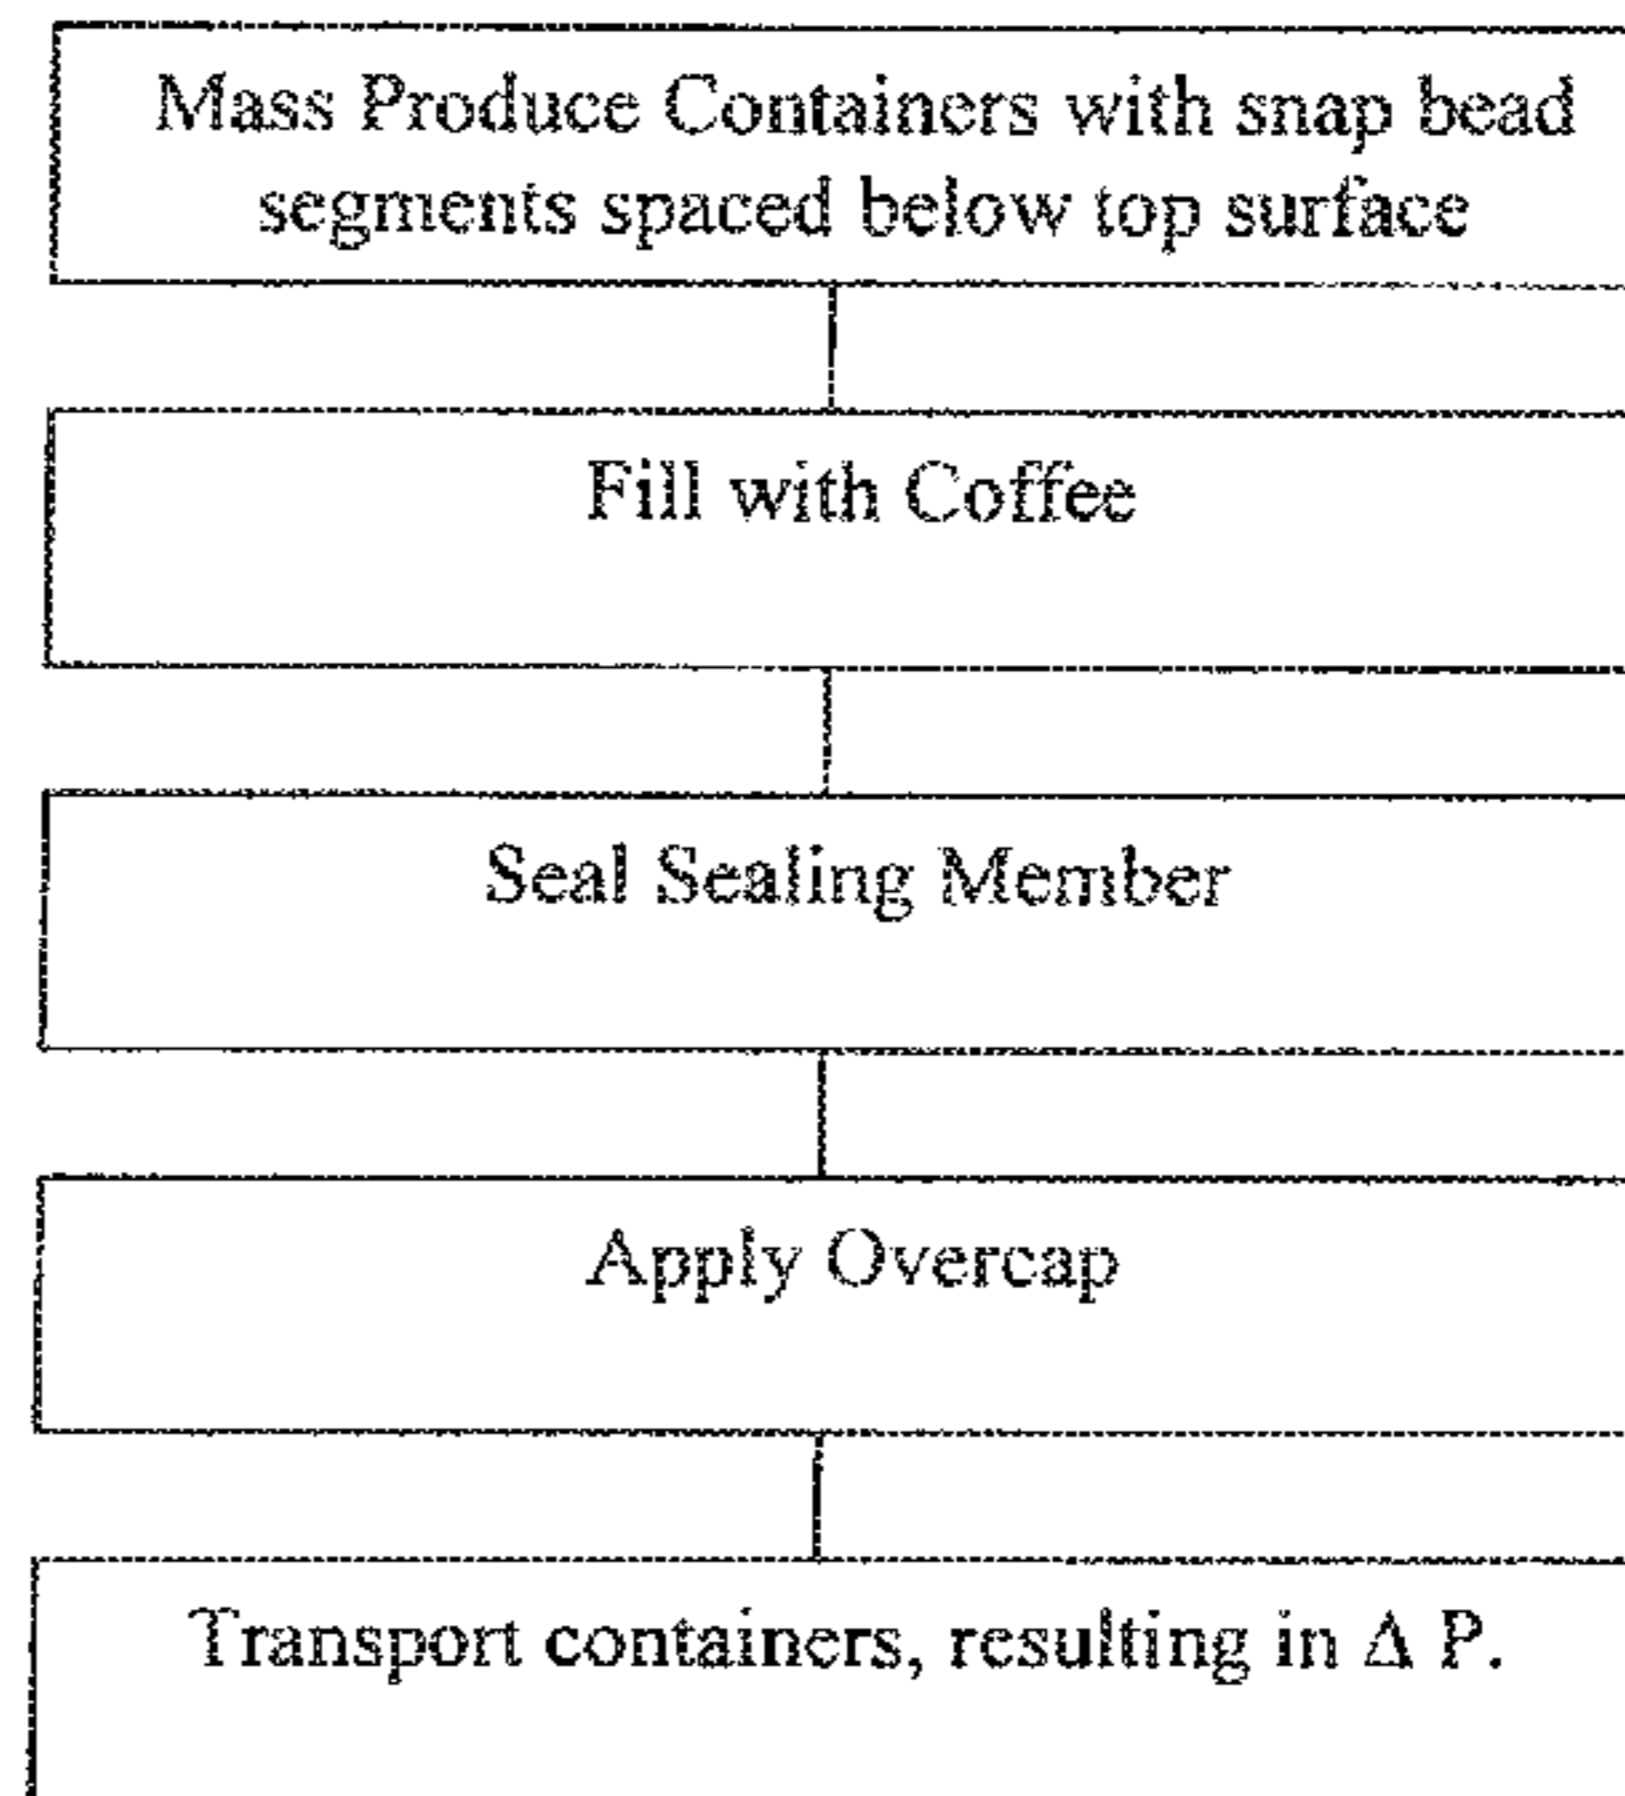 Mass Produce Containers with snap bead
segments spaced below top surface
Fill with Coffee
Seal Sealing Member
Apply Overcap
Transport containers, resulting in Δ P.